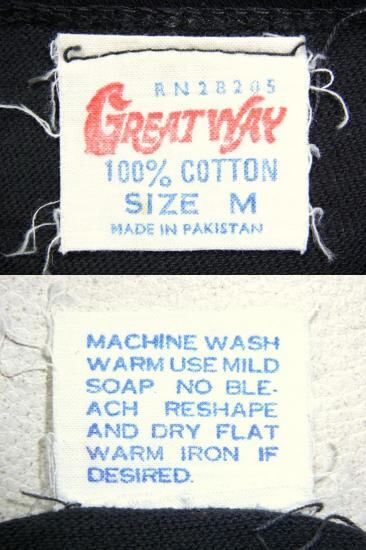 RN28205
GREATWAY
100% COTTON
SIZE M
MADE IN PAKISTAN
MACHINE WASH
WARM USE MILD
SOAP. NO BLE-
ACH RESHAPE
AND DRY FLAT
WARM IRON IF
DESIRED.